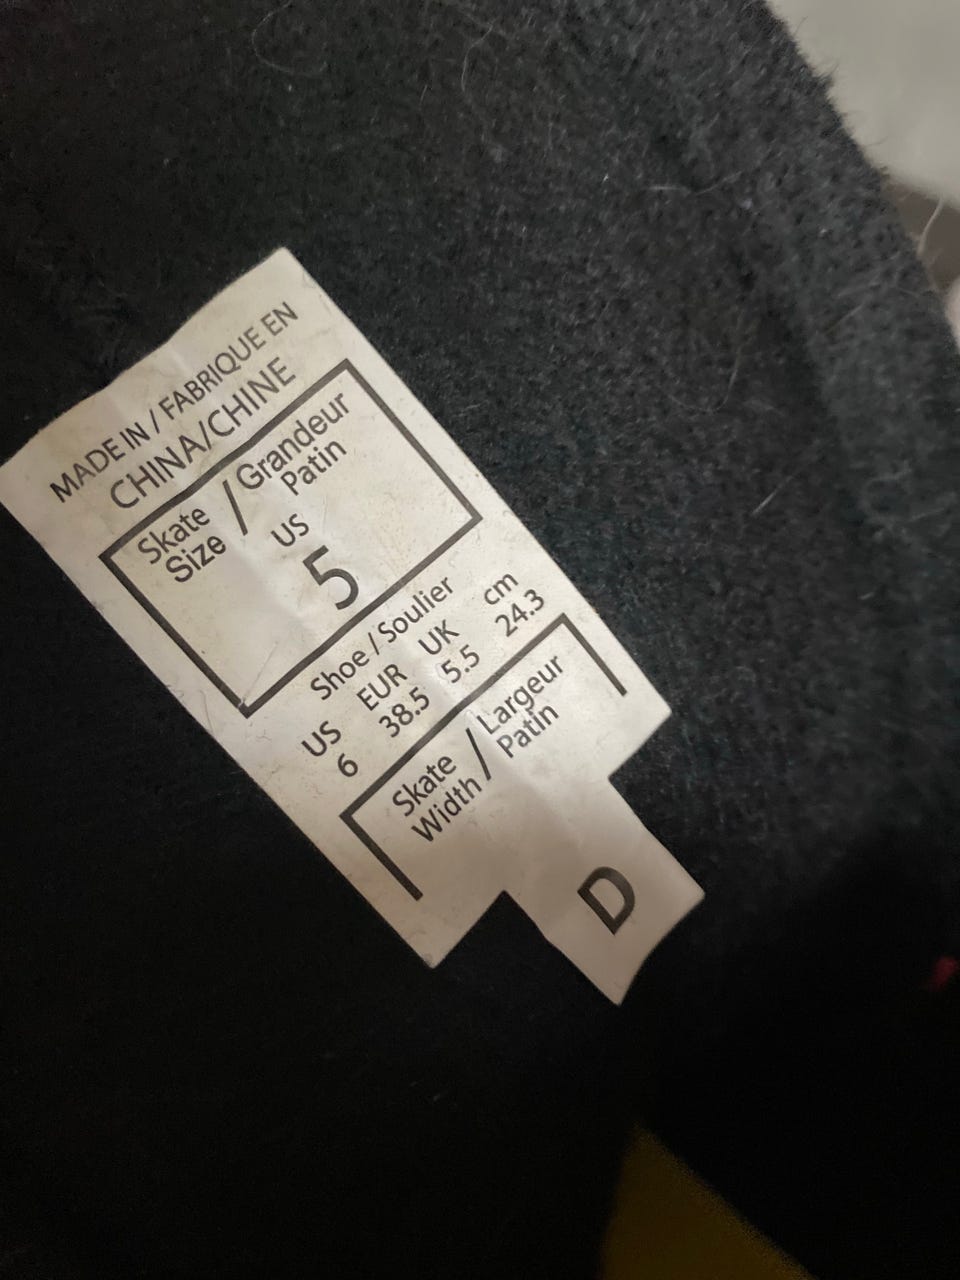 MADE IN / FABRIQUE EN
CHINA/CHINE
Skate Size / Grandeur Patin
US
5
Shoe / Soulier
US EUR UK cm
6 38.5 5.5 24.3
Skate Width / Largeur Patin
D